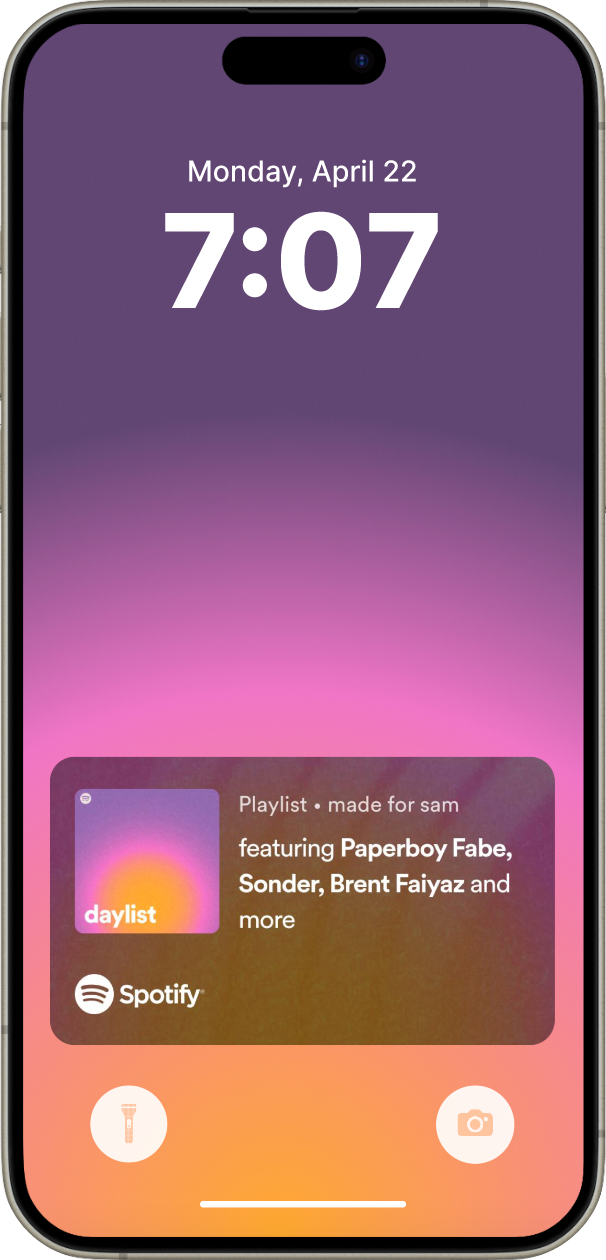 Monday, April 22
7:07
Playlist • made for sam
featuring Paperboy Fabe,
Sonder, Brent Faiyaz and
more
daylist
Spotify